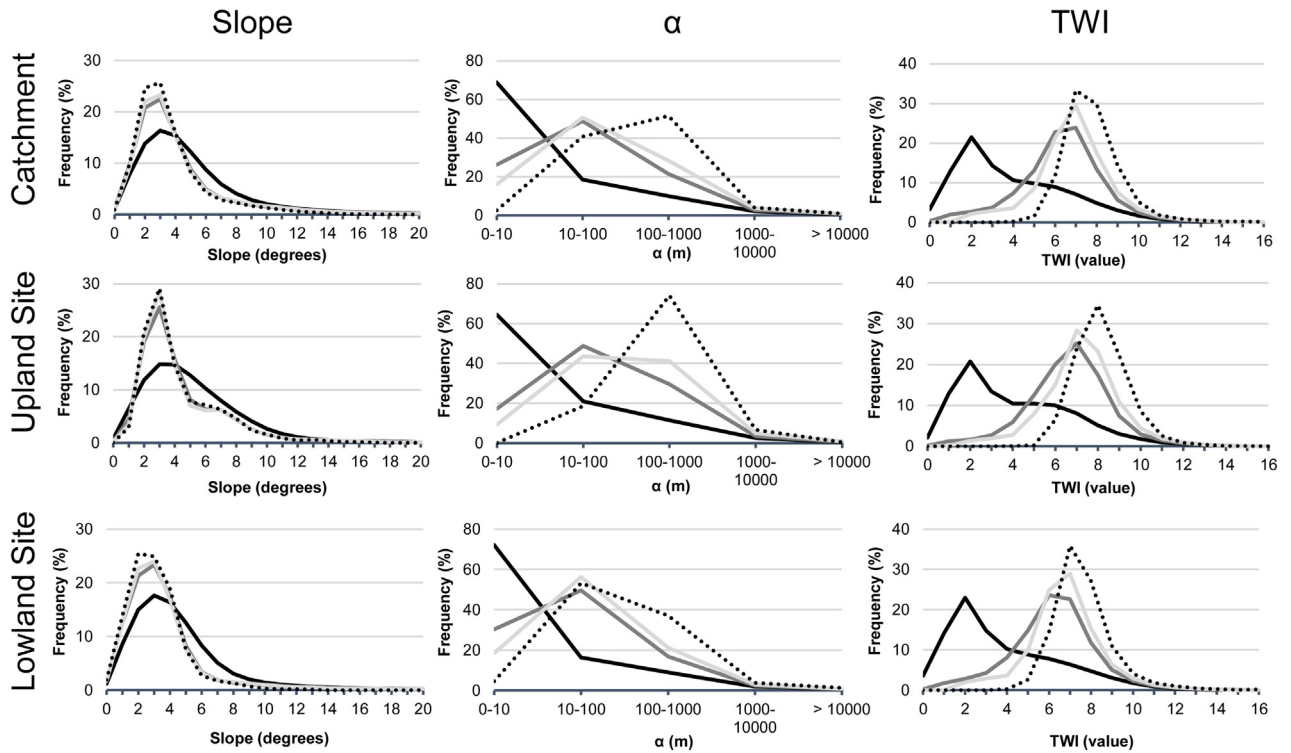 Slope
α
TWI
Catchment
Frequency (%)
30
20
10
0
0 2 4 6 8 10 12 14 16 18 20
Slope (degrees)
Frequency (%)
80
60
40
20
0
0-10 10-100 100-1000 1000- > 10000
10000
α (m)
Frequency (%)
40
30
20
10
0
0 2 4 6 8 10 12 14 16
TWI (value)
Upland Site
Frequency (%)
30
20
10
0
0 2 4 6 8 10 12 14 16 18 20
Slope (degrees)
Frequency (%)
80
60
40
20
0
0-10 10-100 100-1000 1000- > 10000
10000
α (m)
Frequency (%)
40
30
20
10
0
0 2 4 6 8 10 12 14 16
TWI (value)
Lowland Site
Frequency (%)
30
20
10
0
0 2 4 6 8 10 12 14 16 18 20
Slope (degrees)
Frequency (%)
80
60
40
20
0
0-10 10-100 100-1000 1000- > 10000
10000
α (m)
Frequency (%)
40
30
20
10
0
0 2 4 6 8 10 12 14 16
TWI (value)